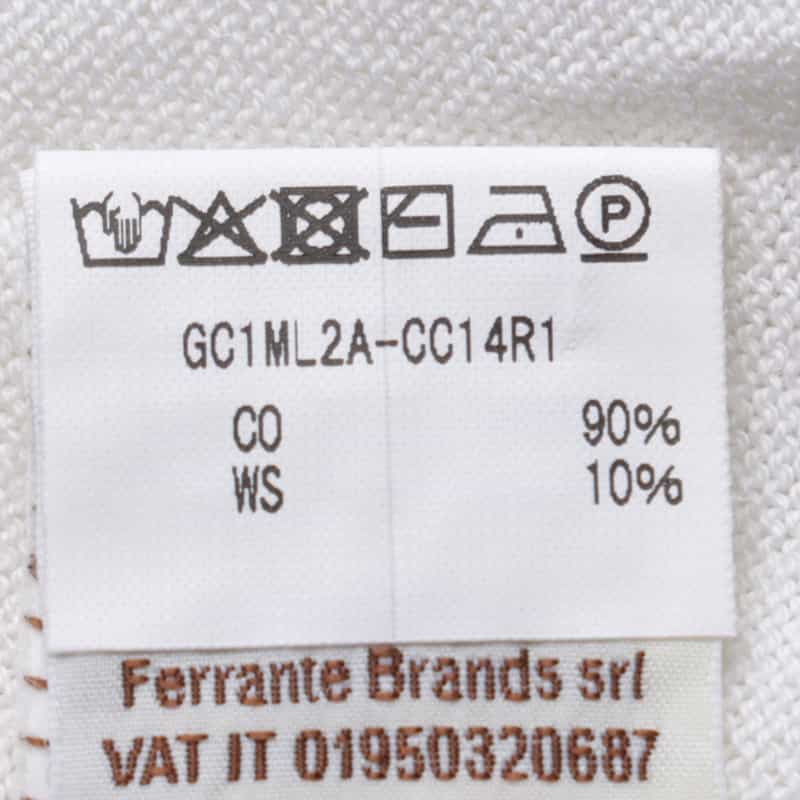 P
GC1ML2A-CC14R1
CO 90%
WS 10%
Ferrante Brands srl
VAT IT 01950320687